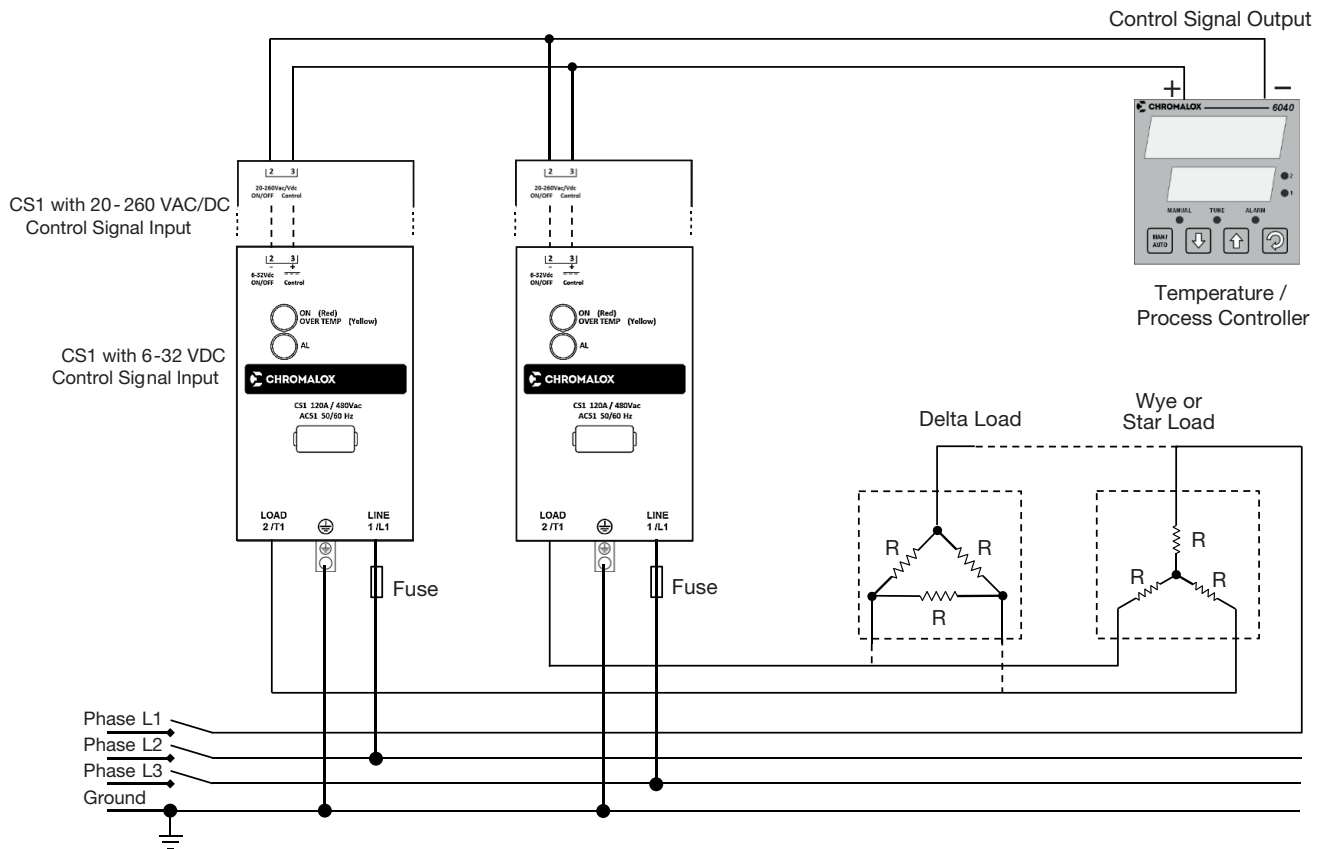 Control Signal Output
+ −
CHROMALOX 6040
2
1
MANUAL TUNE ALARM
MAN/
AUTO
Temperature /
Process Controller
CS1 with 20-260 VAC/DC
Control Signal Input
2 3
20-260Vac/Vdc
ON/OFF Control
2 3
- +
6-32Vdc
ON/OFF Control
ON (Red)
OVER TEMP (Yellow)
AL
CS1 with 6-32 VDC
Control Signal Input
CHROMALOX
CS1 120A / 480Vac
AC51 50/60 Hz
LOAD
2 /T1
LINE
1 /L1
Fuse
2 3
20-260Vac/Vdc
ON/OFF Control
2 3
- +
6-32Vdc
ON/OFF Control
ON (Red)
OVER TEMP (Yellow)
AL
CHROMALOX
CS1 120A / 480Vac
AC51 50/60 Hz
LOAD
2 /T1
LINE
1 /L1
Fuse
Delta Load
R R
R
Wye or
Star Load
R
R R
Phase L1
Phase L2
Phase L3
Ground